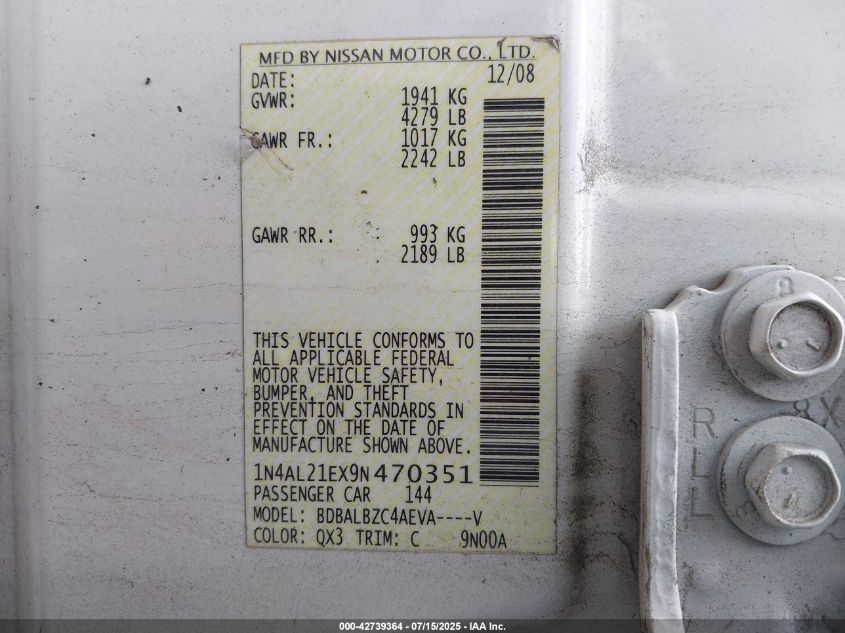 MFD BY NISSAN MOTOR CO., LTD.
DATE: 12/08
GVWR: 1941 KG
4279 LB
GAWR FR.: 1017 KG
2242 LB
GAWR RR.: 993 KG
2189 LB
THIS VEHICLE CONFORMS TO
ALL APPLICABLE FEDERAL
MOTOR VEHICLE SAFETY,
BUMPER, AND THEFT
PREVENTION STANDARDS IN
EFFECT ON THE DATE OF
MANUFACTURE SHOWN ABOVE.
1N4AL21EX9N470351
PASSENGER CAR 144
MODEL: BDBALBZC4AEVA----V
COLOR: QX3 TRIM: C 9N00A
8X
RLL
000-42739364 - 07/15/2025 - IAA Inc.